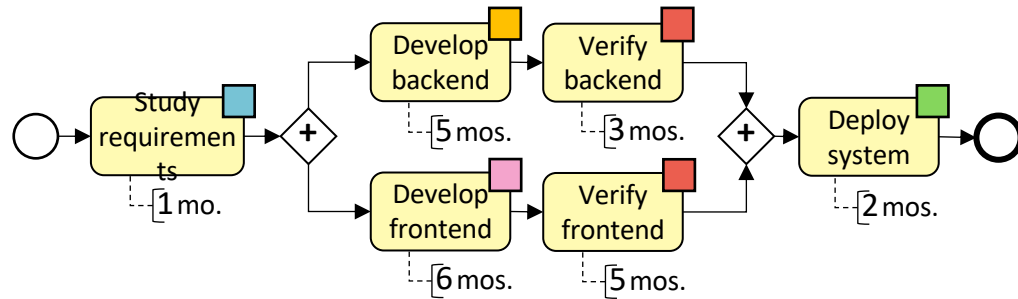 Study
requiremen
ts
1 mo.
+
Develop
backend
5 mos.
Verify
backend
3 mos.
Develop
frontend
6 mos.
Verify
frontend
5 mos.
+
Deploy
system
2 mos.